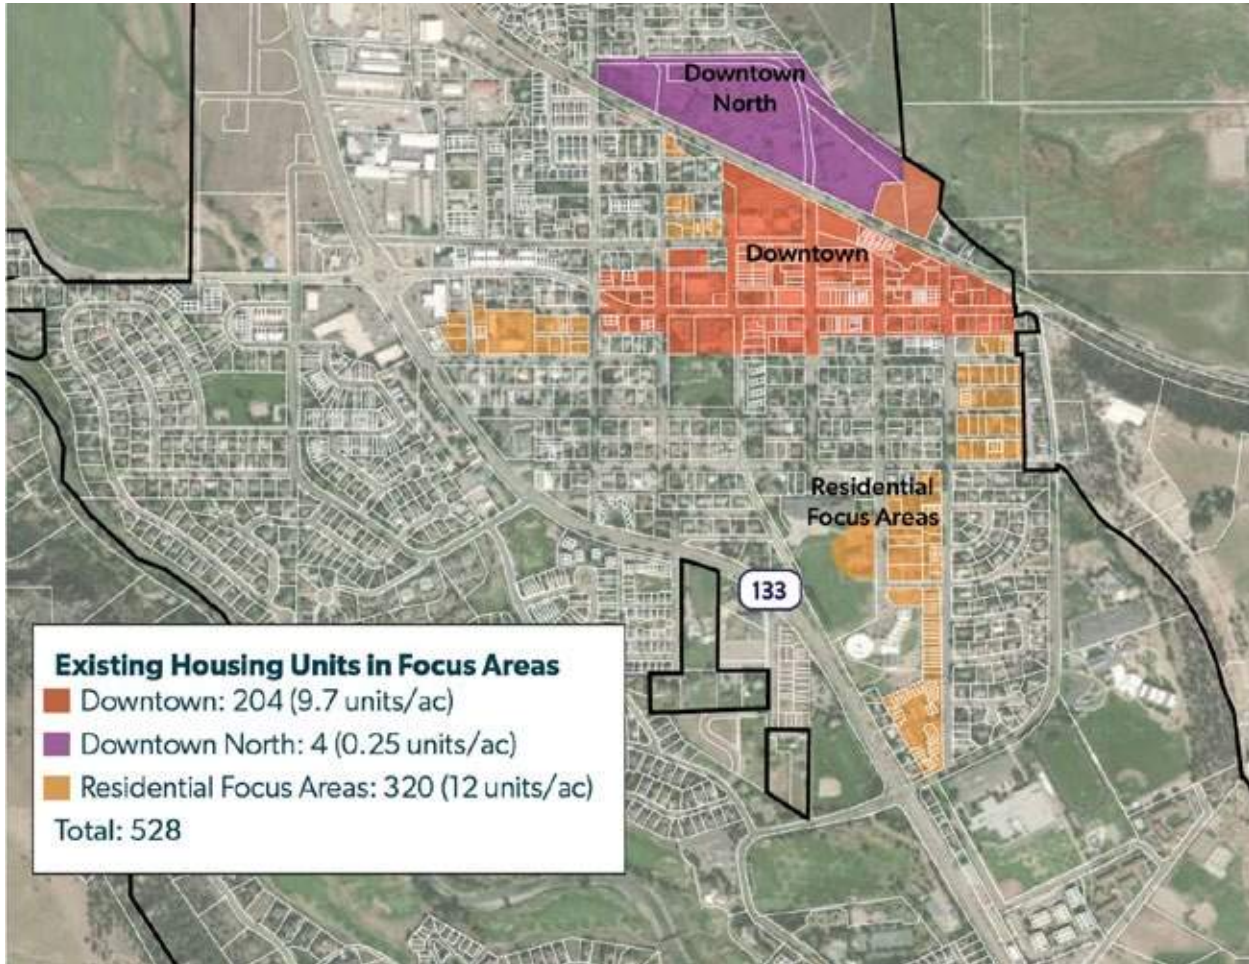 Downtown
North
Downtown
Residential
Focus Areas
133
Existing Housing Units in Focus Areas
Downtown: 204 (9.7 units/ac)
Downtown North: 4 (0.25 units/ac)
Residential Focus Areas: 320 (12 units/ac)
Total: 528